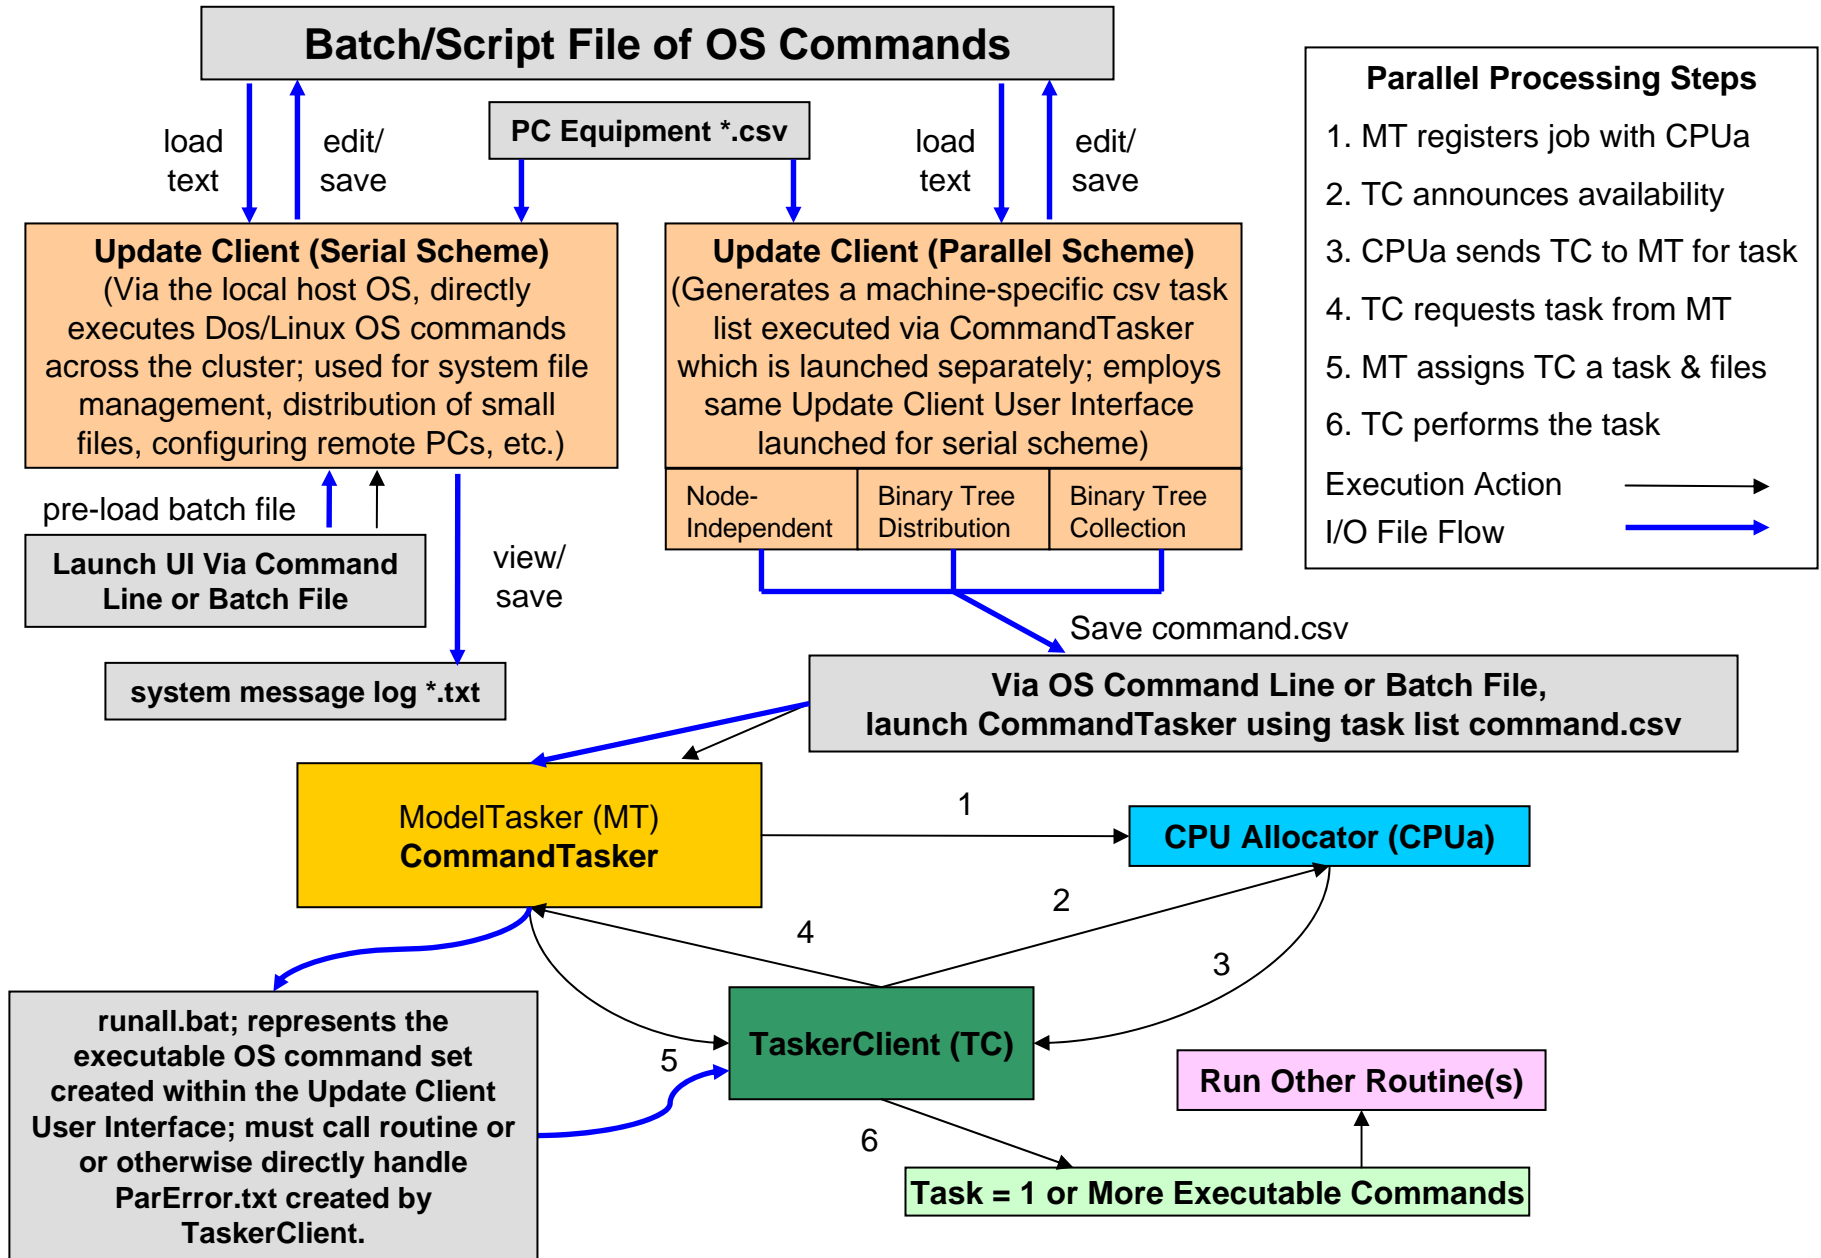 Batch/Script File of OS Commands
load
text
edit/
save
PC Equipment *.csv
load
text
edit/
save
Update Client (Serial Scheme)
(Via the local host OS, directly
executes Dos/Linux OS commands
across the cluster; used for system file
management, distribution of small
files, configuring remote PCs, etc.)
Update Client (Parallel Scheme)
(Generates a machine-specific csv task
list executed via CommandTasker
which is launched separately; employs
same Update Client User Interface
launched for serial scheme)
Node-
Independent
Binary Tree
Distribution
Binary Tree
Collection
Parallel Processing Steps
1. MT registers job with CPUa
2. TC announces availability
3. CPUa sends TC to MT for task
4. TC requests task from MT
5. MT assigns TC a task & files
6. TC performs the task
Execution Action
I/O File Flow
pre-load batch file
Launch UI Via Command
Line or Batch File
view/
save
system message log *.txt
Save command.csv
Via OS Command Line or Batch File,
launch CommandTasker using task list command.csv
ModelTasker (MT)
CommandTasker
1
CPU Allocator (CPUa)
2
4
3
runall.bat; represents the
executable OS command set
created within the Update Client
User Interface; must call routine or
or otherwise directly handle
ParError.txt created by
TaskerClient.
5
TaskerClient (TC)
6
Run Other Routine(s)
Task = 1 or More Executable Commands